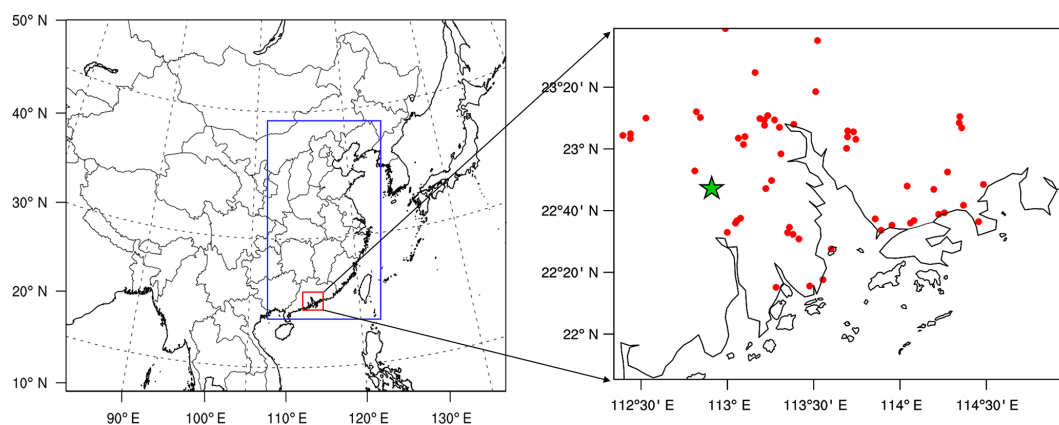 50° N
40° N
30° N
20° N
10° N
90° E
100° E
110° E
120° E
130° E
23°20' N
23° N
22°40' N
22°20' N
22° N
112°30' E
113° E
113°30' E
114° E
114°30' E